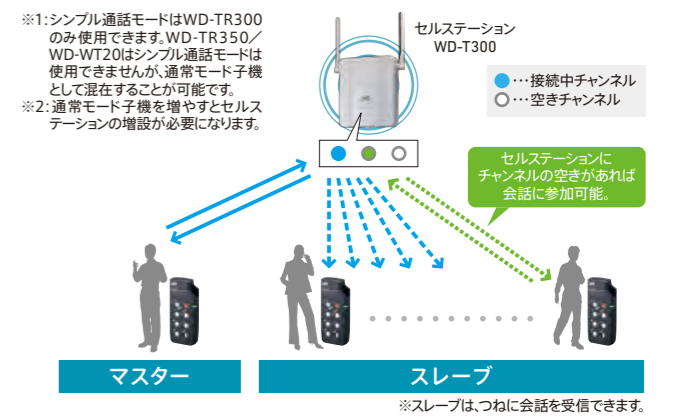 ※1:シンプル通話モードはWD-TR300
のみ使用できます。WD-TR350／
WD-WT20はシンプル通話モードは
使用できませんが、通常モード子機
として混在することが可能です。
※2:通常モード子機を増やすとセルス
テーションの増設が必要になります。
セルステーション
WD-T300
●…接続中チャンネル
○…空きチャンネル
セルステーションに
チャンネルの空きがあれば
会話に参加可能。
マスター
スレーブ
※スレーブは、つねに会話を受信できます。